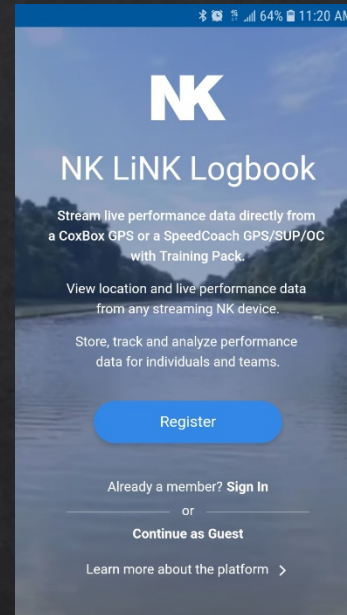 64% 11:20 AM
NK
NK LiNK Logbook
Stream live performance data directly from
a CoxBox GPS or a SpeedCoach GPS/SUP/OC
with Training Pack.
View location and live performance data
from any streaming NK device.
Store, track and analyze performance
data for individuals and teams.
Register
Already a member? Sign In
or
Continue as Guest
Learn more about the platform